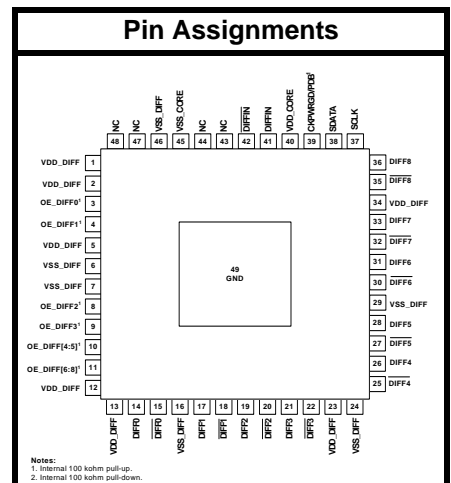 Pin Assignments
NC
NC
VSS_DIFF
VSS_CORE
NC
NC
DIFFIN
DIFFIN
VDD_CORE
CKPWRGD/PDB¹
SDATA
SCLK
48 47 46 45 44 43 42 41 40 39 38 37
VDD_DIFF 1
VDD_DIFF 2
OE_DIFF0¹ 3
OE_DIFF1¹ 4
VDD_DIFF 5
VSS_DIFF 6
VSS_DIFF 7
OE_DIFF2¹ 8
OE_DIFF3¹ 9
OE_DIFF[4:5]¹ 10
OE_DIFF[6:8]¹ 11
VDD_DIFF 12
49
GND
36 DIFF8
35 DIFF8
34 VDD_DIFF
33 DIFF7
32 DIFF7
31 DIFF6
30 DIFF6
29 VSS_DIFF
28 DIFF5
27 DIFF5
26 DIFF4
25 DIFF4
13 14 15 16 17 18 19 20 21 22 23 24
VDD_DIFF
DIFF0
DIFF0
VSS_DIFF
DIFF1
DIFF1
DIFF2
DIFF2
DIFF3
DIFF3
VDD_DIFF
VSS_DIFF
Notes:
1. Internal 100 kohm pull-up.
2. Internal 100 kohm pull-down.